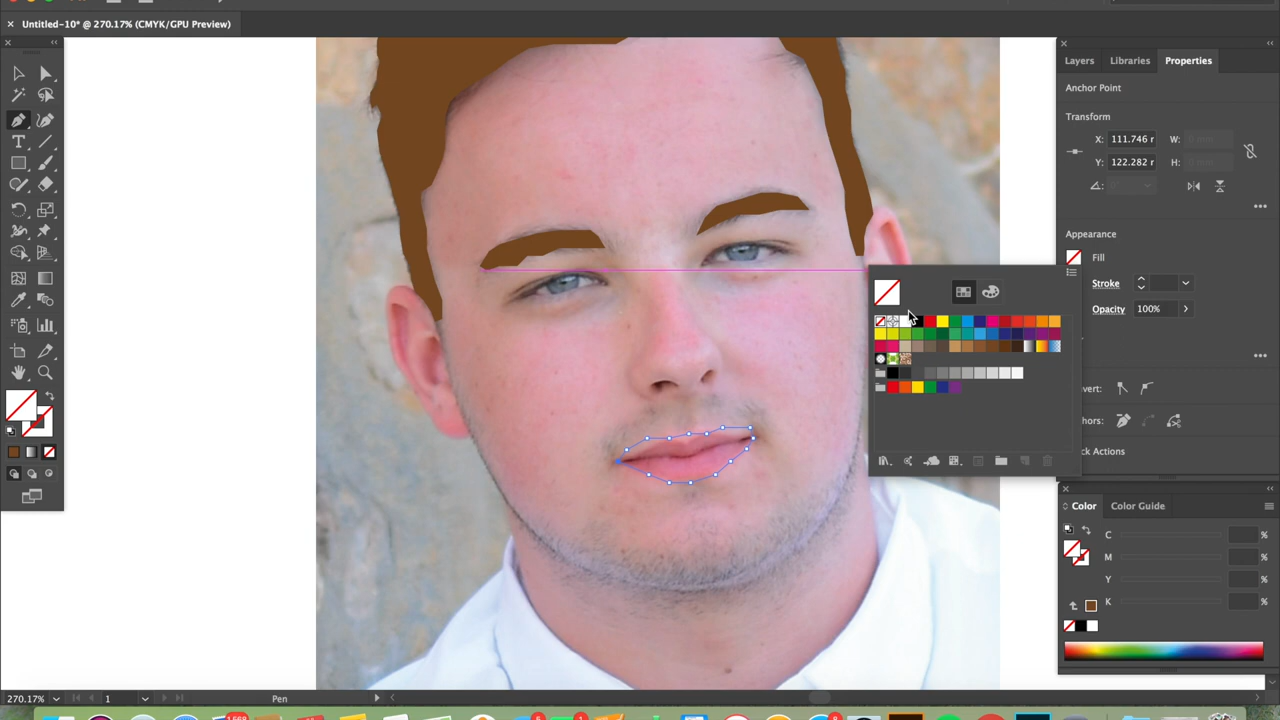 Untitled-10* @ 270.17% (CMYK/GPU Preview)
Layers
Libraries
Properties
Anchor Point
Transform
X:
111.746 r
W:
Y:
122.282 r
H:
Appearance
Fill
Stroke
Opacity
100%
vert:
hors:
ck Actions
Color
Color Guide
C
%
M
%
Y
%
K
%
270.17%
1
Pen